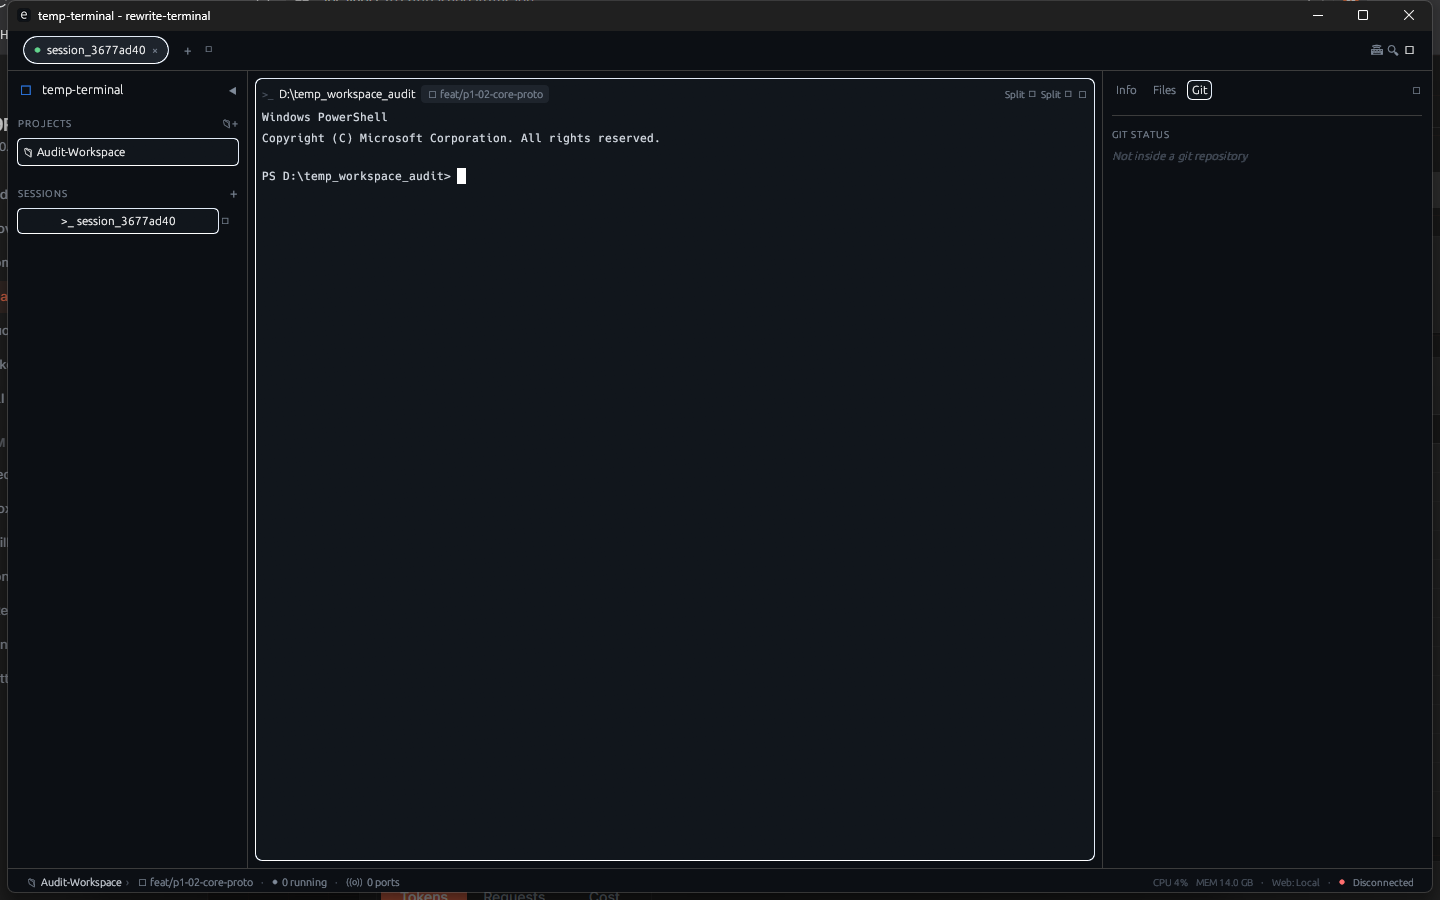 temp-terminal - rewrite-terminal
session_3677ad40 × +
temp-terminal
PROJECTS
Audit-Workspace
SESSIONS +
>_ session_3677ad40
>_ D:\temp_workspace_audit feat/p1-02-core-proto Split Split
Windows PowerShell
Copyright (C) Microsoft Corporation. All rights reserved.
PS D:\temp_workspace_audit>
Info Files Git
GIT STATUS
Not inside a git repository
Audit-Workspace › feat/p1-02-core-proto · 0 running · ((o)) 0 ports
CPU 4% MEM 14.0 GB · Web: Local · Disconnected
Tokens Requests Cost